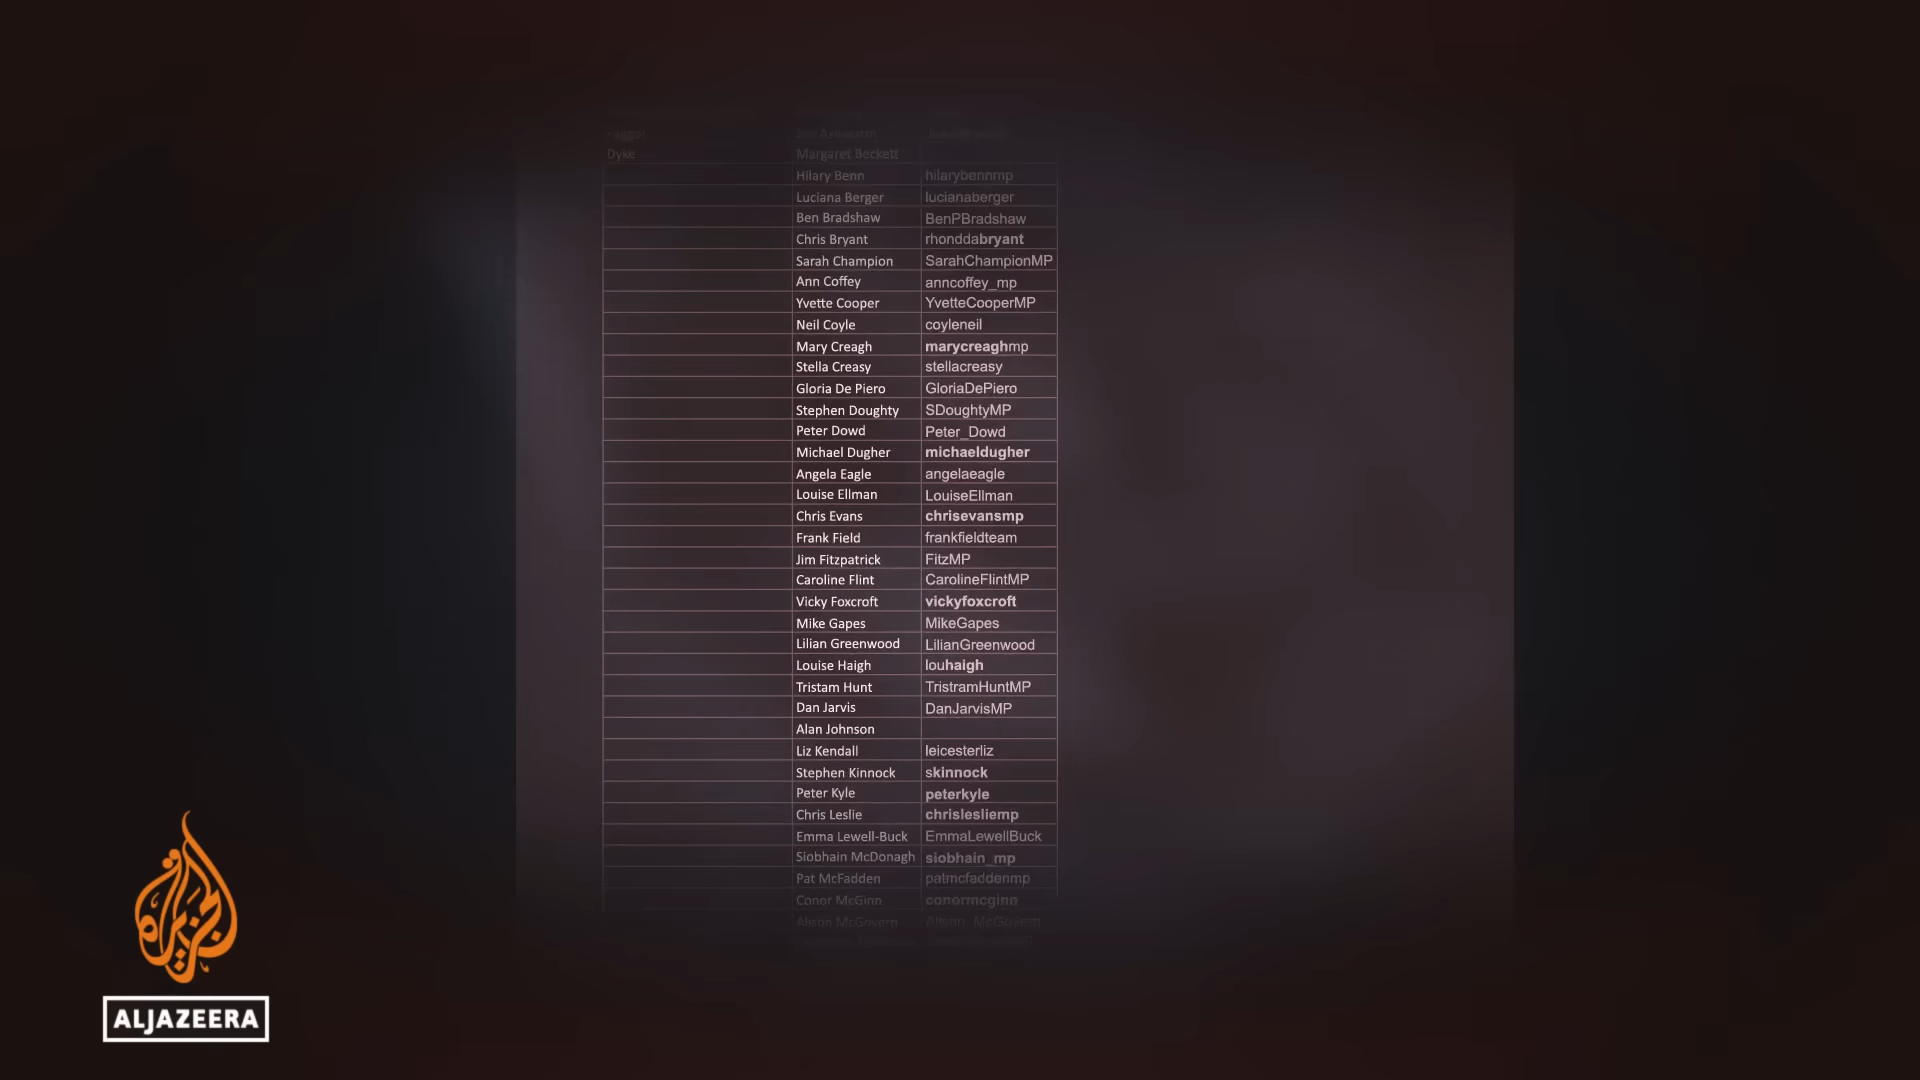 Dyke Margaret Beckett
Hilary Benn hilarybennmp
Luciana Berger lucianaberger
Ben Bradshaw BenPBradshaw
Chris Bryant rhonddabryant
Sarah Champion SarahChampionMP
Ann Coffey anncoffey_mp
Yvette Cooper YvetteCooperMP
Neil Coyle coyleneil
Mary Creagh marycreaghmp
Stella Creasy stellacreasy
Gloria De Piero GloriaDePiero
Stephen Doughty SDoughtyMP
Peter Dowd Peter_Dowd
Michael Dugher michaeldugher
Angela Eagle angelaeagle
Louise Ellman LouiseEllman
Chris Evans chrisevansmp
Frank Field frankfieldteam
Jim Fitzpatrick FitzMP
Caroline Flint CarolineFlintMP
Vicky Foxcroft vickyfoxcroft
Mike Gapes MikeGapes
Lilian Greenwood LilianGreenwood
Louise Haigh louhaigh
Tristam Hunt TristramHuntMP
Dan Jarvis DanJarvisMP
Alan Johnson
Liz Kendall leicesterliz
Stephen Kinnock skinnock
Peter Kyle peterkyle
Chris Leslie chrislesliemp
Emma Lewell-Buck EmmaLewellBuck
Siobhain McDonagh siobhain_mp
Pat McFadden patmcfaddenmp
Conor McGinn conormcginn
Alison McGovern Alison_McGovern
الجزيرة
ALJAZEERA